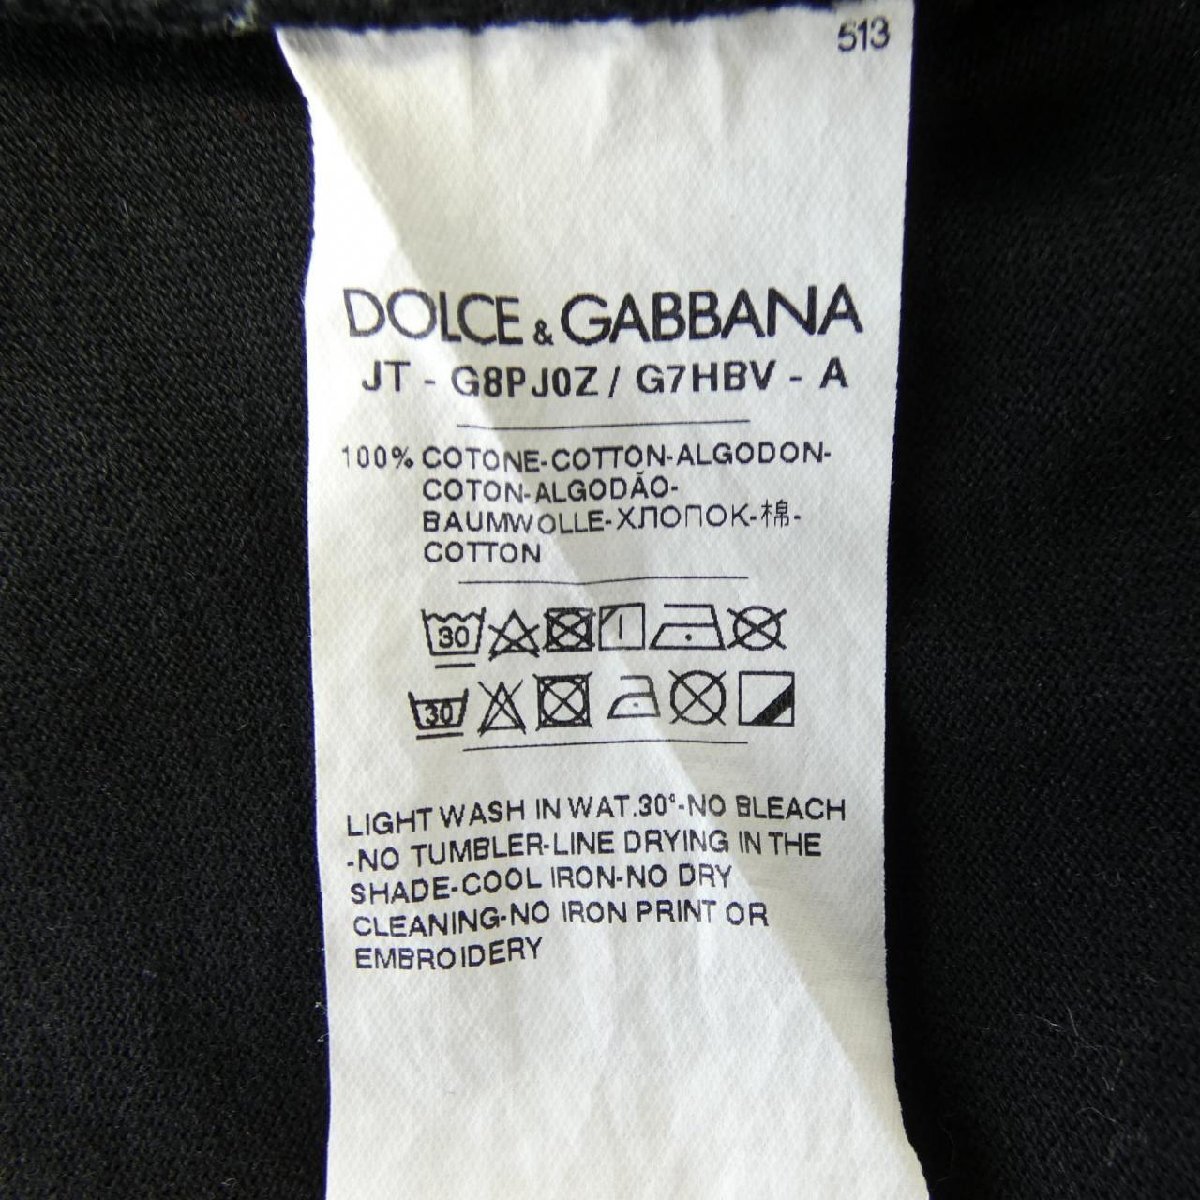 513
DOLCE & GABBANA
JT - G8PJ0Z / G7HBV - A
100% COTONE-COTTON-ALGODON-
COTON-ALGODÃO-
BAUMWOLLE-ХЛОПОК-棉-
COTTON
30
30
LIGHT WASH IN WAT.30°-NO BLEACH
-NO TUMBLER-LINE DRYING IN THE
SHADE-COOL IRON-NO DRY
CLEANING-NO IRON PRINT OR
EMBROIDERY